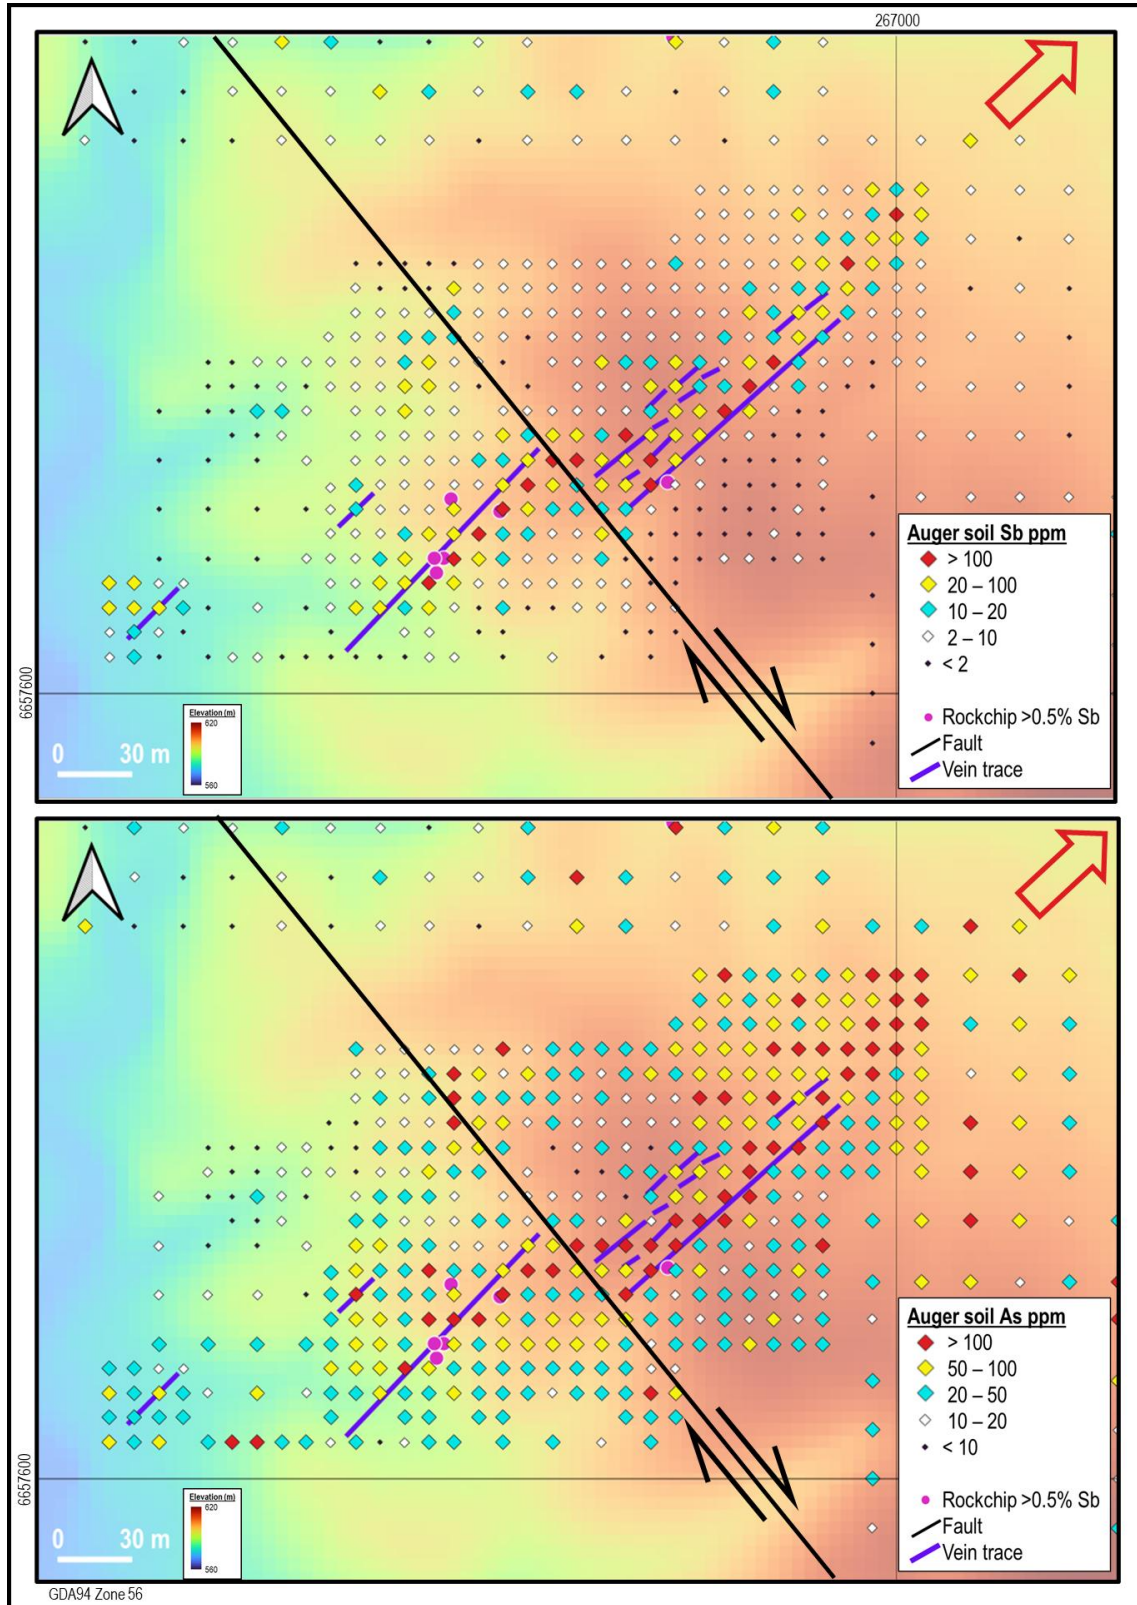 267000
Auger soil Sb ppm
> 100
20 – 100
10 – 20
2 – 10
< 2
Rockchip >0.5% Sb
Fault
Vein trace
6657600
Elevation (m)
620
560
0 30 m
Auger soil As ppm
> 100
50 – 100
20 – 50
10 – 20
< 10
Rockchip >0.5% Sb
Fault
Vein trace
6657600
Elevation (m)
620
560
0 30 m
GDA94 Zone 56